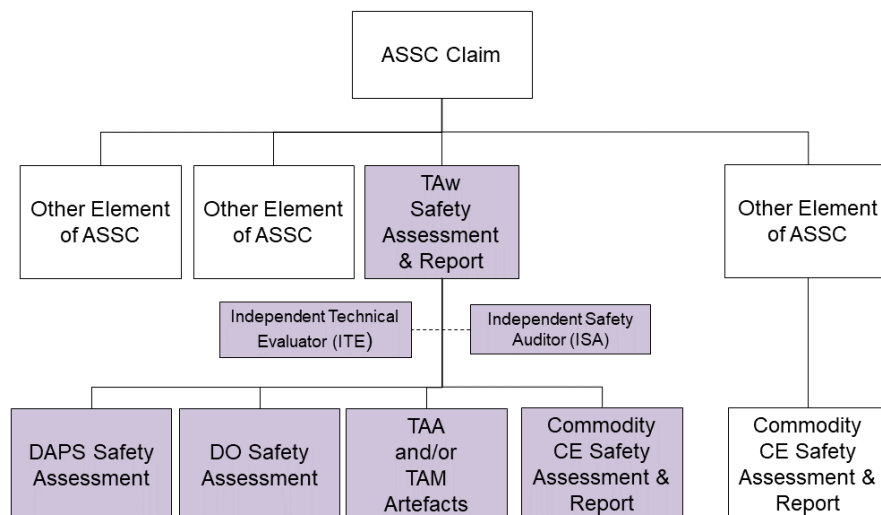 ASSC Claim
Other Element
of ASSC
Other Element
of ASSC
TAw
Safety
Assessment
& Report
Other Element
of ASSC
Independent Technical
Evaluator (ITE)
Independent Safety
Auditor (ISA)
DAPS Safety
Assessment
DO Safety
Assessment
TAA
and/or
TAM
Artefacts
Commodity
CE Safety
Assessment &
Report
Commodity
CE Safety
Assessment &
Report